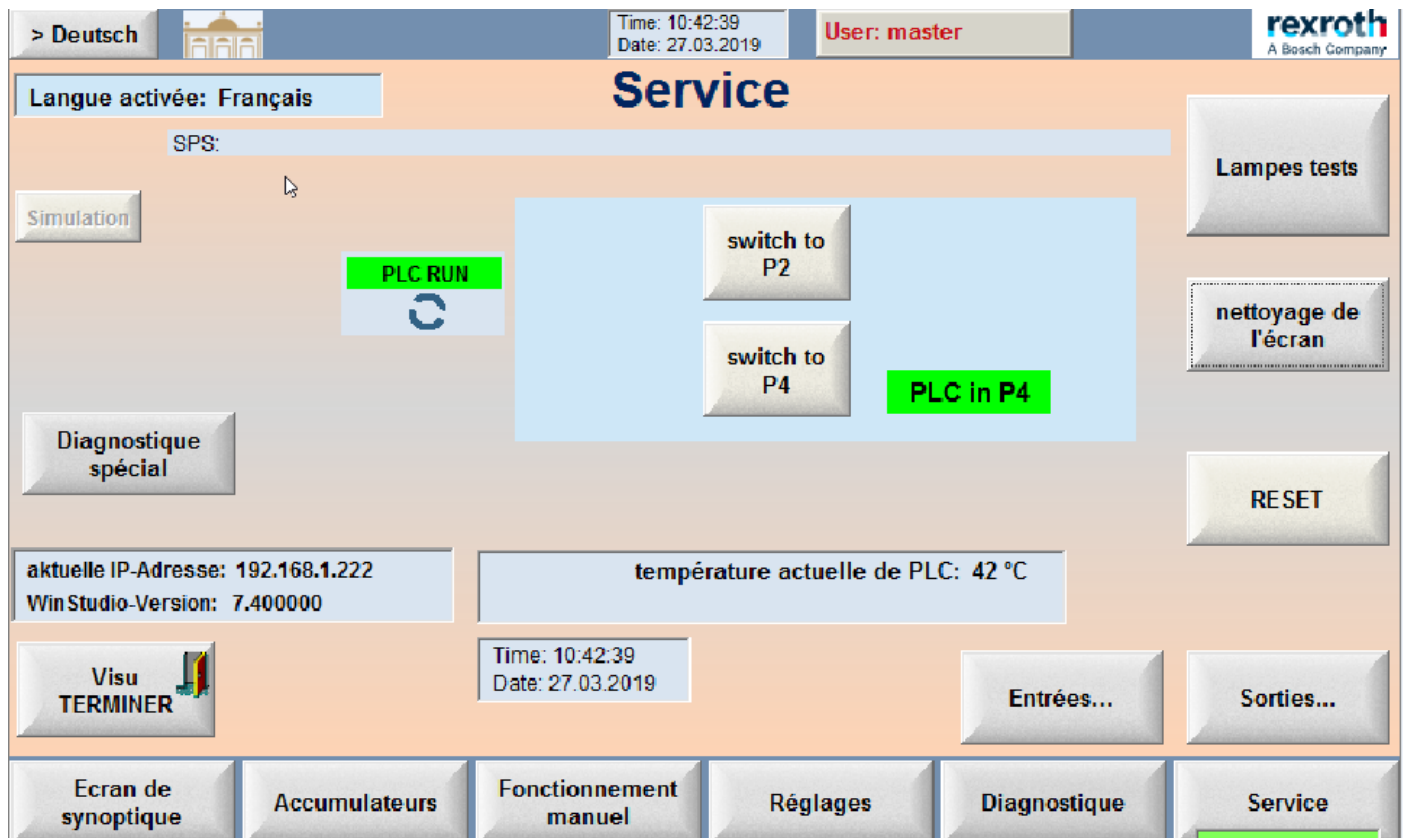 > Deutsch
Time: 10:42:39
Date: 27.03.2019
User: master
rexroth
A Bosch Company
Langue activée: Français
Service
SPS:
Lampes tests
Simulation
switch to
P2
PLC RUN
nettoyage de
l'écran
switch to
P4
PLC in P4
Diagnostique
spécial
RESET
aktuelle IP-Adresse: 192.168.1.222
WinStudio-Version: 7.400000
température actuelle de PLC: 42 °C
Visu
TERMINER
Time: 10:42:39
Date: 27.03.2019
Entrées...
Sorties...
Ecran de
synoptique
Accumulateurs
Fonctionnement
manuel
Réglages
Diagnostique
Service